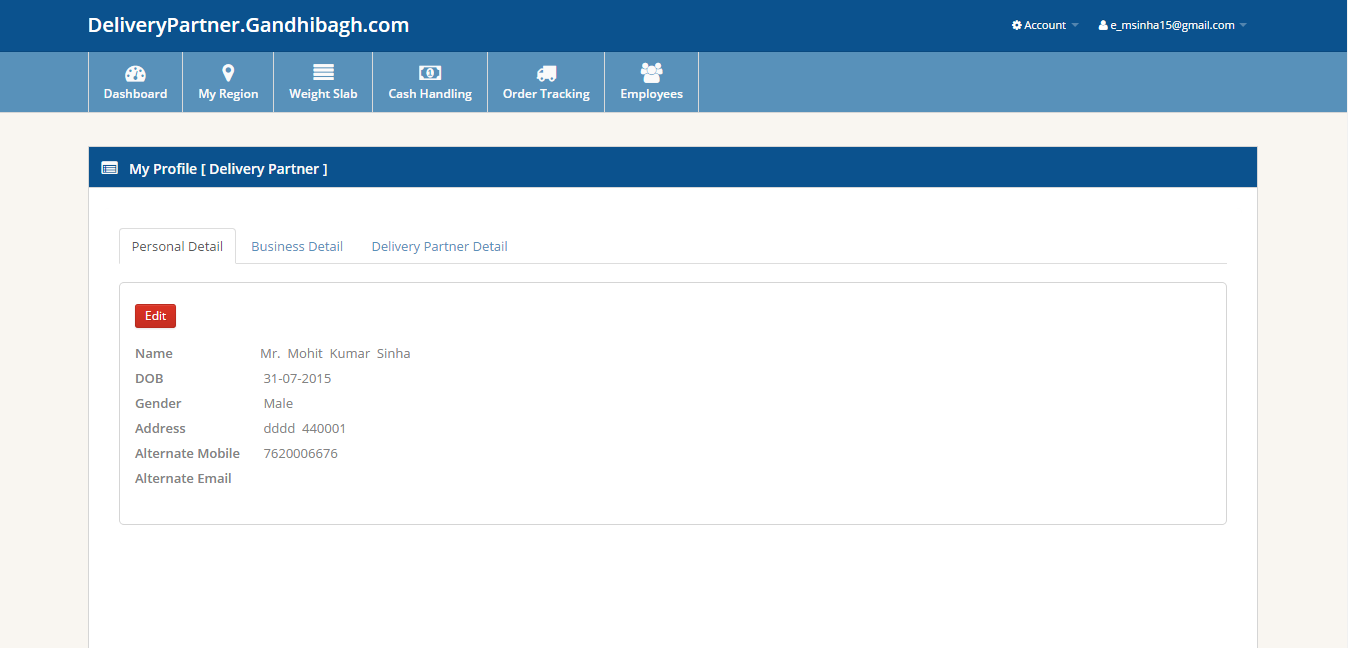 DeliveryPartner.Gandhibagh.com Account e_msinha15@gmail.com
Dashboard My Region Weight Slab Cash Handling Order Tracking Employees
My Profile [ Delivery Partner ]
Personal Detail Business Detail Delivery Partner Detail
Edit
Name Mr. Mohit Kumar Sinha
DOB 31-07-2015
Gender Male
Address dddd 440001
Alternate Mobile 7620006676
Alternate Email